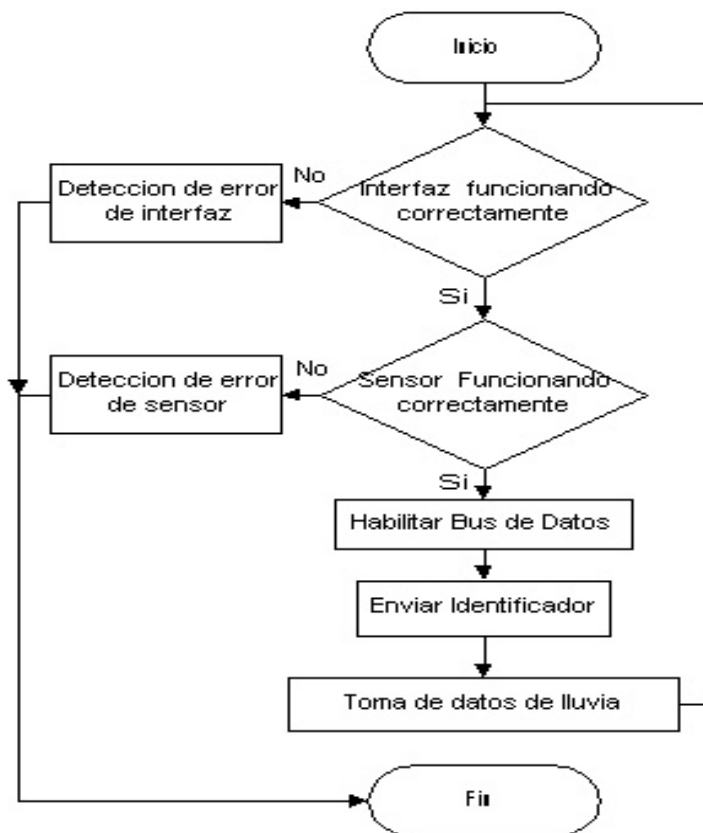 Inicio
No
Deteccion de error
de interfaz
Interfaz funcionando
correctamente
Si
No
Deteccion de error
de sensor
Sensor Funcionando
correctamente
Si
Habilitar Bus de Datos
Enviar Identificador
Toma de datos de lluvia
Fin